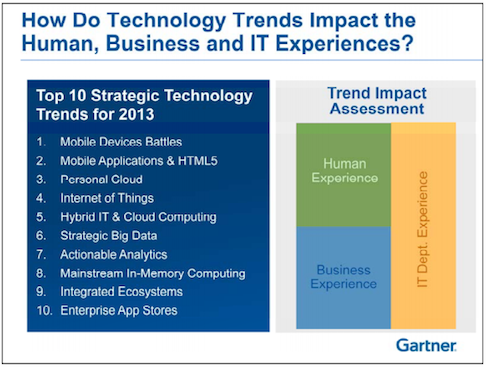 How Do Technology Trends Impact the
Human, Business and IT Experiences?
Top 10 Strategic Technology
Trends for 2013
1. Mobile Devices Battles
2. Mobile Applications & HTML5
3. Personal Cloud
4. Internet of Things
5. Hybrid IT & Cloud Computing
6. Strategic Big Data
7. Actionable Analytics
8. Mainstream In-Memory Computing
9. Integrated Ecosystems
10. Enterprise App Stores
Trend Impact
Assessment
Human
Experience
Business
Experience
IT Dept. Experience
Gartner